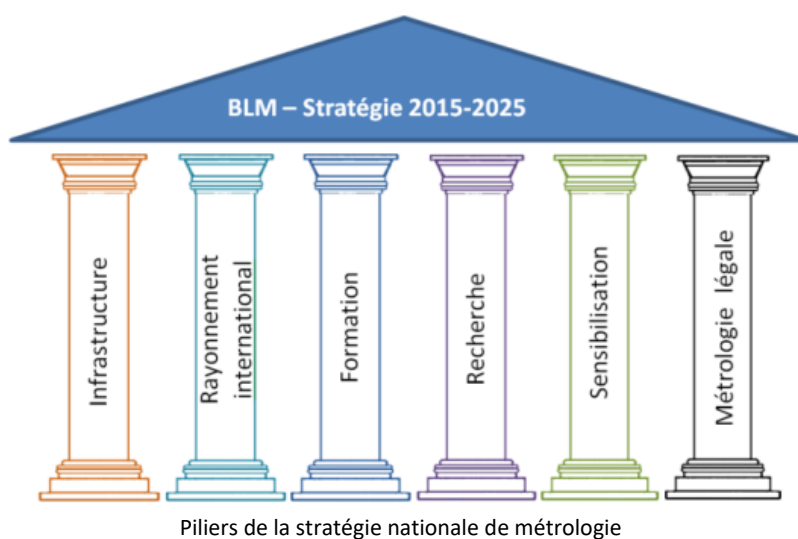 BLM – Stratégie 2015-2025
Infrastructure
Rayonnement
international
Formation
Recherche
Sensibilisation
Métrologie légale
Piliers de la stratégie nationale de métrologie